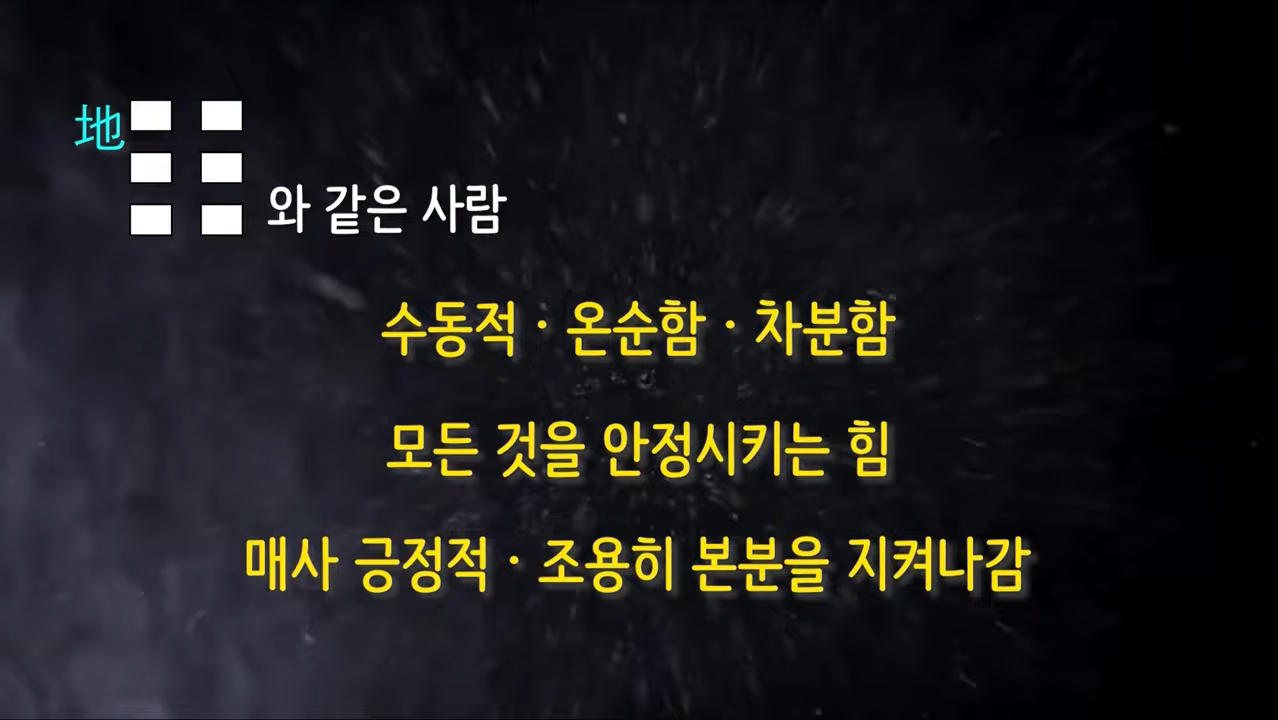 地
와 같은 사람
수동적 · 온순함 · 차분함
모든 것을 안정시키는 힘
매사 긍정적 · 조용히 본분을 지켜나감